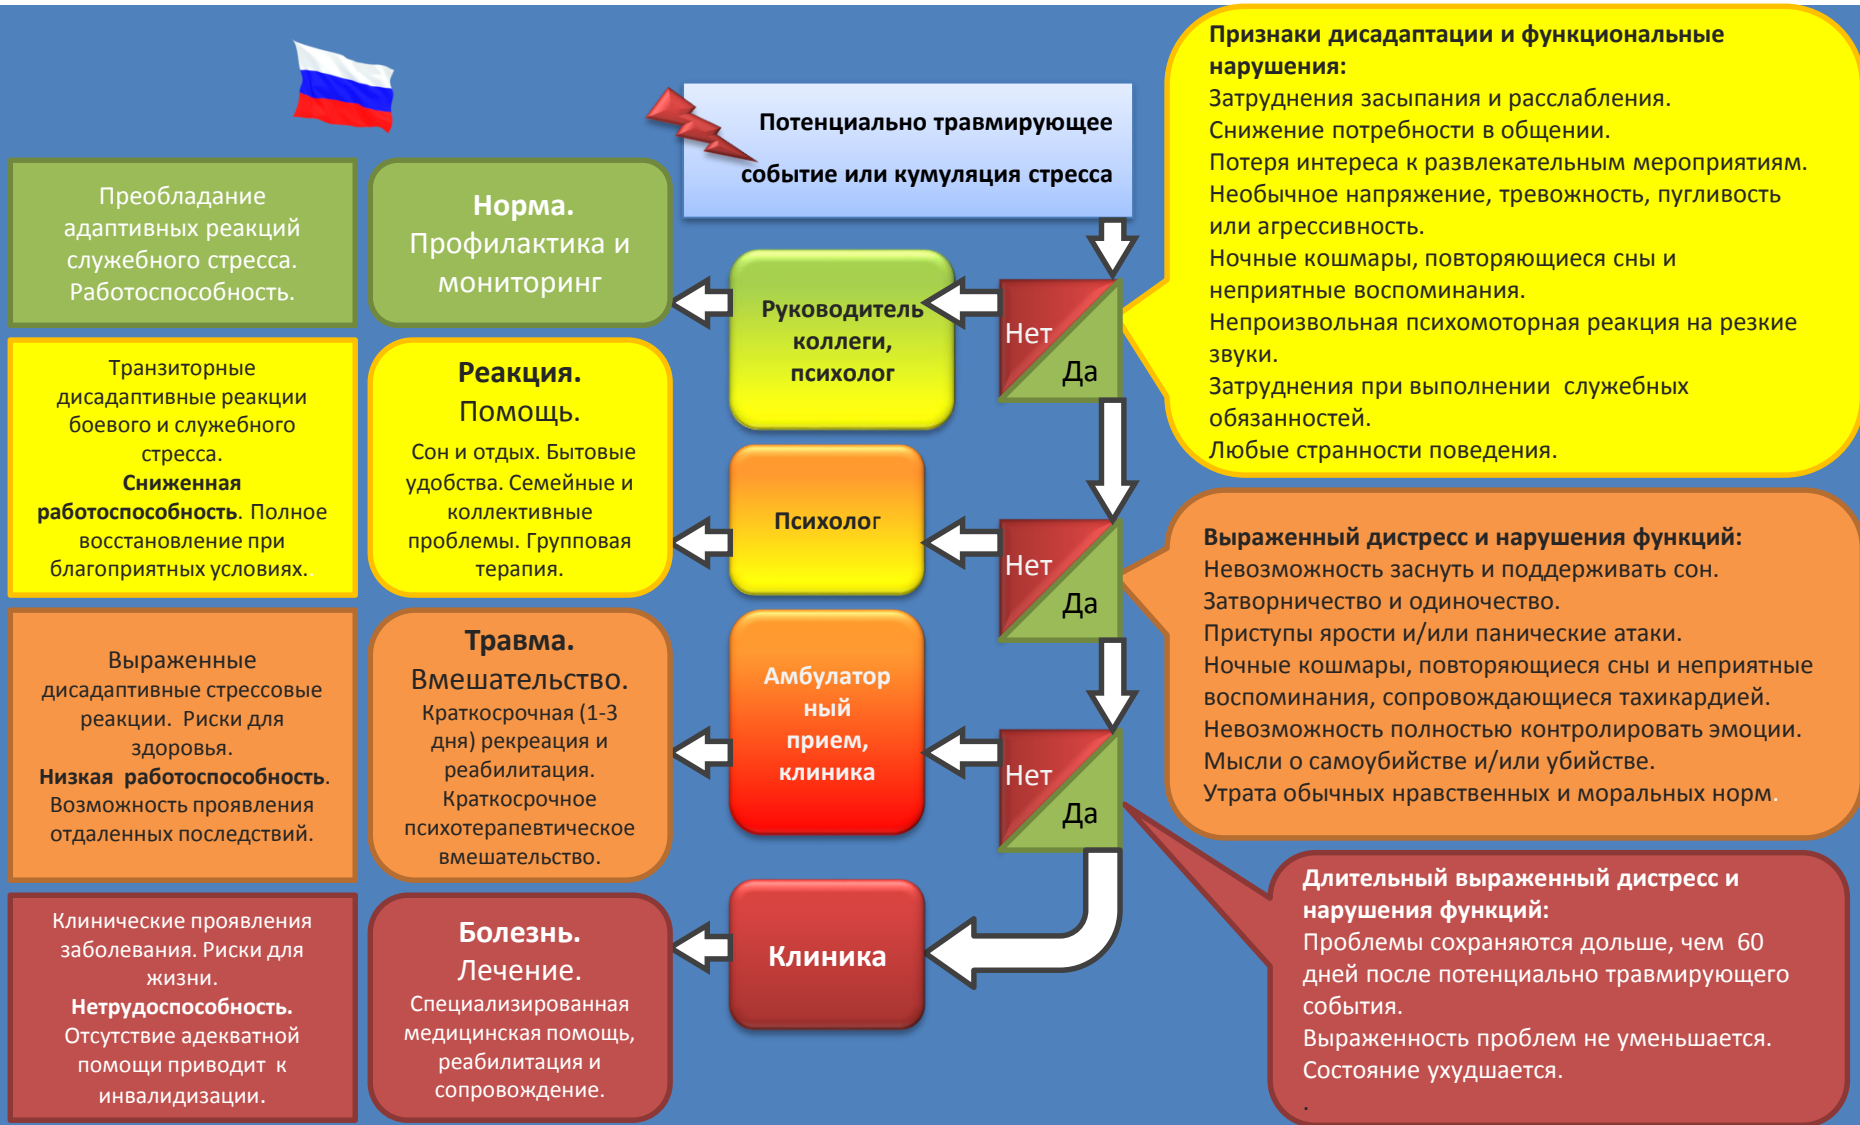 Потенциально травмирующее
событие или кумуляция стресса
Признаки дисадаптации и функциональные
нарушения:
Затруднения засыпания и расслабления.
Снижение потребности в общении.
Потеря интереса к развлекательным мероприятиям.
Необычное напряжение, тревожность, пугливость
или агрессивность.
Ночные кошмары, повторяющиеся сны и
неприятные воспоминания.
Непроизвольная психомоторная реакция на резкие
звуки.
Затруднения при выполнении служебных
обязанностей.
Любые странности поведения.
Преобладание
адаптивных реакций
служебного стресса.
Работоспособность.
Норма.
Профилактика и
мониторинг
Руководитель
коллеги,
психолог
Нет
Да
Транзиторные
дисадаптивные реакции
боевого и служебного
стресса.
Сниженная
работоспособность. Полное
восстановление при
благоприятных условиях..
Реакция.
Помощь.
Сон и отдых. Бытовые
удобства. Семейные и
коллективные
проблемы. Групповая
терапия.
Психолог
Нет
Да
Выраженный дистресс и нарушения функций:
Невозможность заснуть и поддерживать сон.
Затворничество и одиночество.
Приступы ярости и/или панические атаки.
Ночные кошмары, повторяющиеся сны и неприятные
воспоминания, сопровождающиеся тахикардией.
Невозможность полностью контролировать эмоции.
Мысли о самоубийстве и/или убийстве.
Утрата обычных нравственных и моральных норм.
Выраженные
дисадаптивные стрессовые
реакции. Риски для
здоровья.
Низкая работоспособность.
Возможность проявления
отдаленных последствий.
Травма.
Вмешательство.
Краткосрочная (1-3
дня) рекреация и
реабилитация.
Краткосрочное
психотерапевтическое
вмешательство.
Амбулатор
ный
прием,
клиника
Нет
Да
Длительный выраженный дистресс и
нарушения функций:
Проблемы сохраняются дольше, чем 60
дней после потенциально травмирующего
события.
Выраженность проблем не уменьшается.
Состояние ухудшается.
.
Клинические проявления
заболевания. Риски для
жизни.
Нетрудоспособность.
Отсутствие адекватной
помощи приводит к
инвалидизации.
Болезнь.
Лечение.
Специализированная
медицинская помощь,
реабилитация и
сопровождение.
Клиника